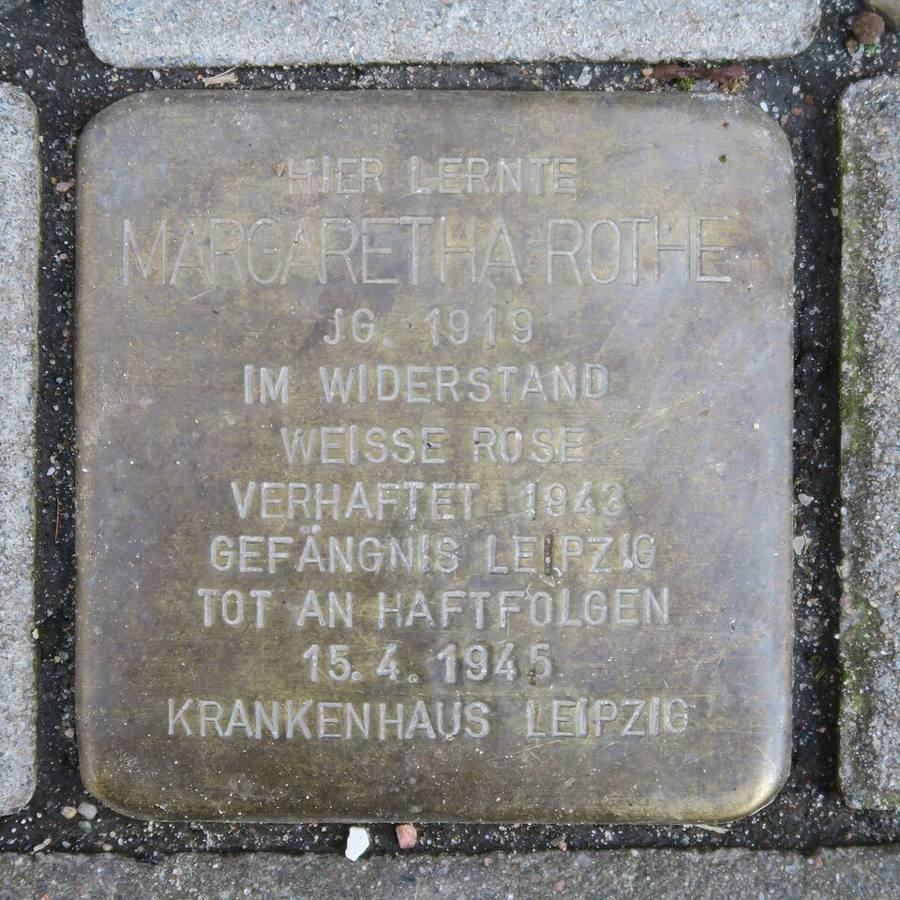 HIER LERNTE
MARGARETHA ROTHE
JG. 1919
IM WIDERSTAND
WEISSE ROSE
VERHAFTET 1943
GEFÄNGNIS LEIPZIG
TOT AN HAFTFOLGEN
15.4.1945
KRANKENHAUS LEIPZIG